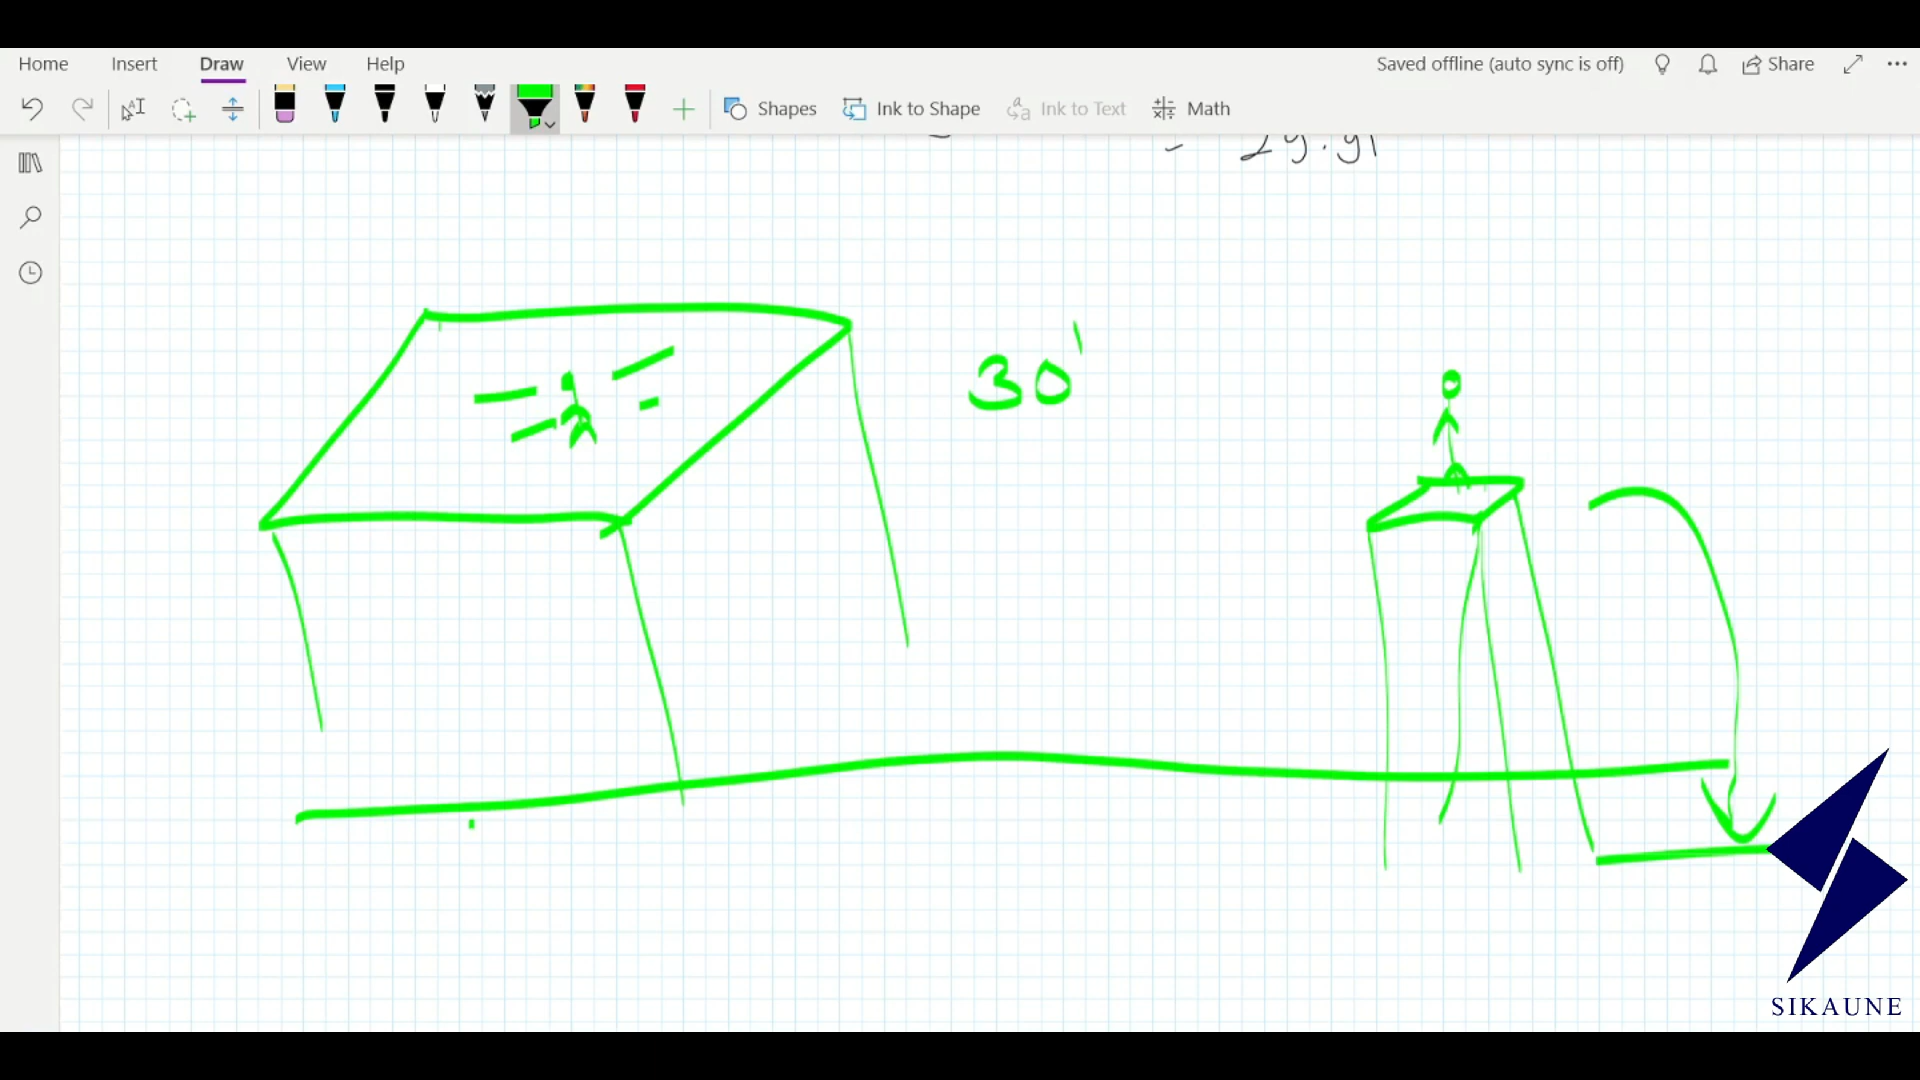 Home Insert Draw View Help Saved offline (auto sync is off) Share
Shapes Ink to Shape Ink to Text Math
30'
SIKAUNE